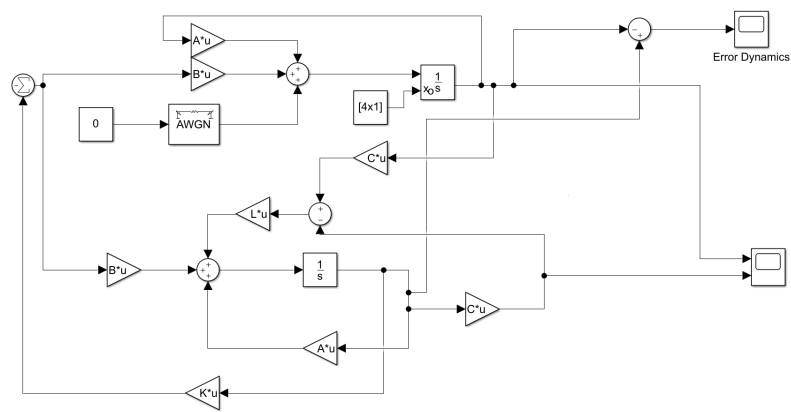 A*u
B*u
0
AWGN
[4x1]
xo 1/s
Error Dynamics
C*u
L*u
B*u
1/s
C*u
A*u
K*u